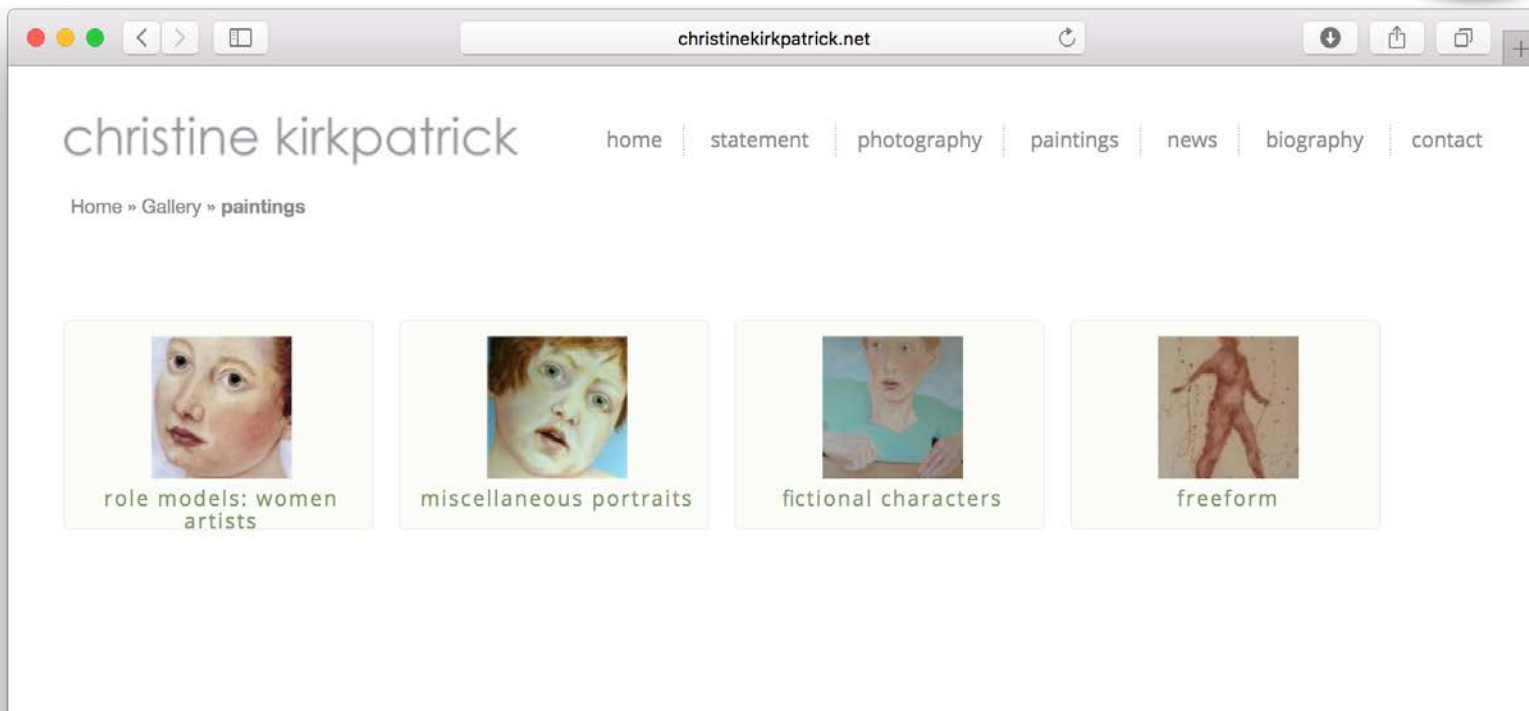 christinekirkpatrick.net
christine kirkpatrick
home statement photography paintings news biography contact
Home » Gallery » paintings
role models: women
artists
miscellaneous portraits
fictional characters
freeform